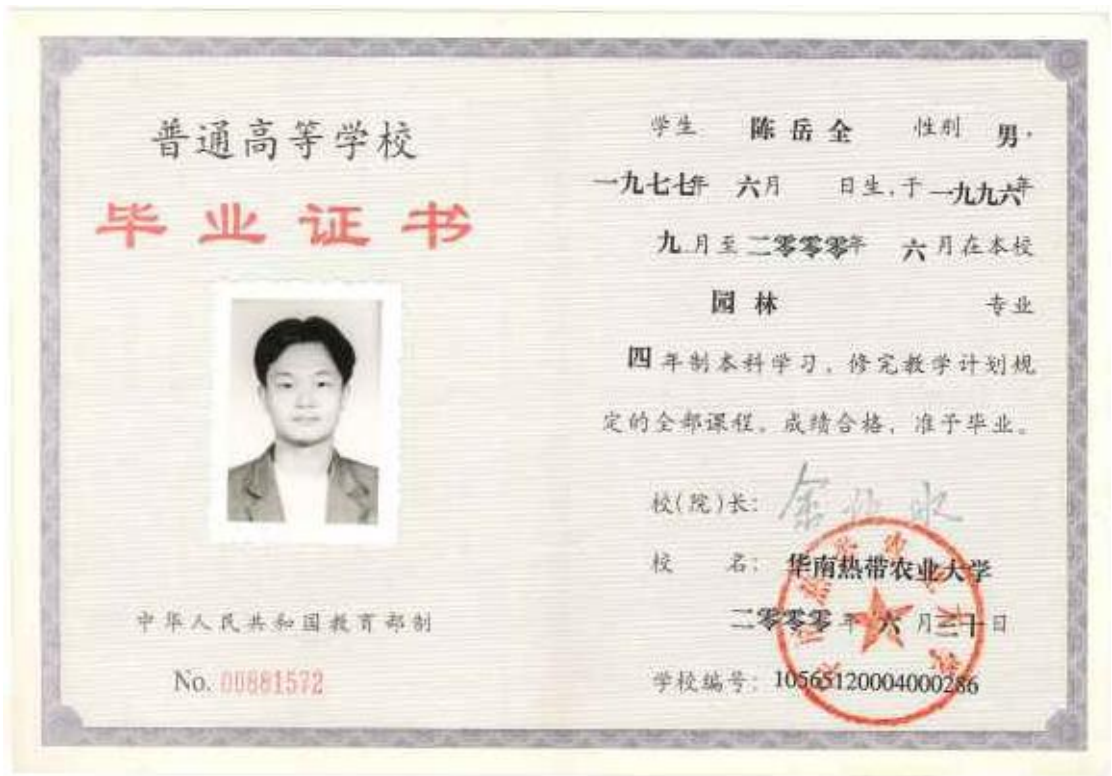 普通高等学校
毕业证书
中华人民共和国教育部制
No. 00881572
学生 陈岳全 性别 男,
一九七七年 六月 日生,于一九九六年
九月至二零零零年 六月在本校
园林 专业
四年制本科学习,修完教学计划规
定的全部课程。成绩合格,准予毕业。
校(院)长:
校 名: 华南热带农业大学
二零零零年 六月三十日
学校编号: 10565120004000286